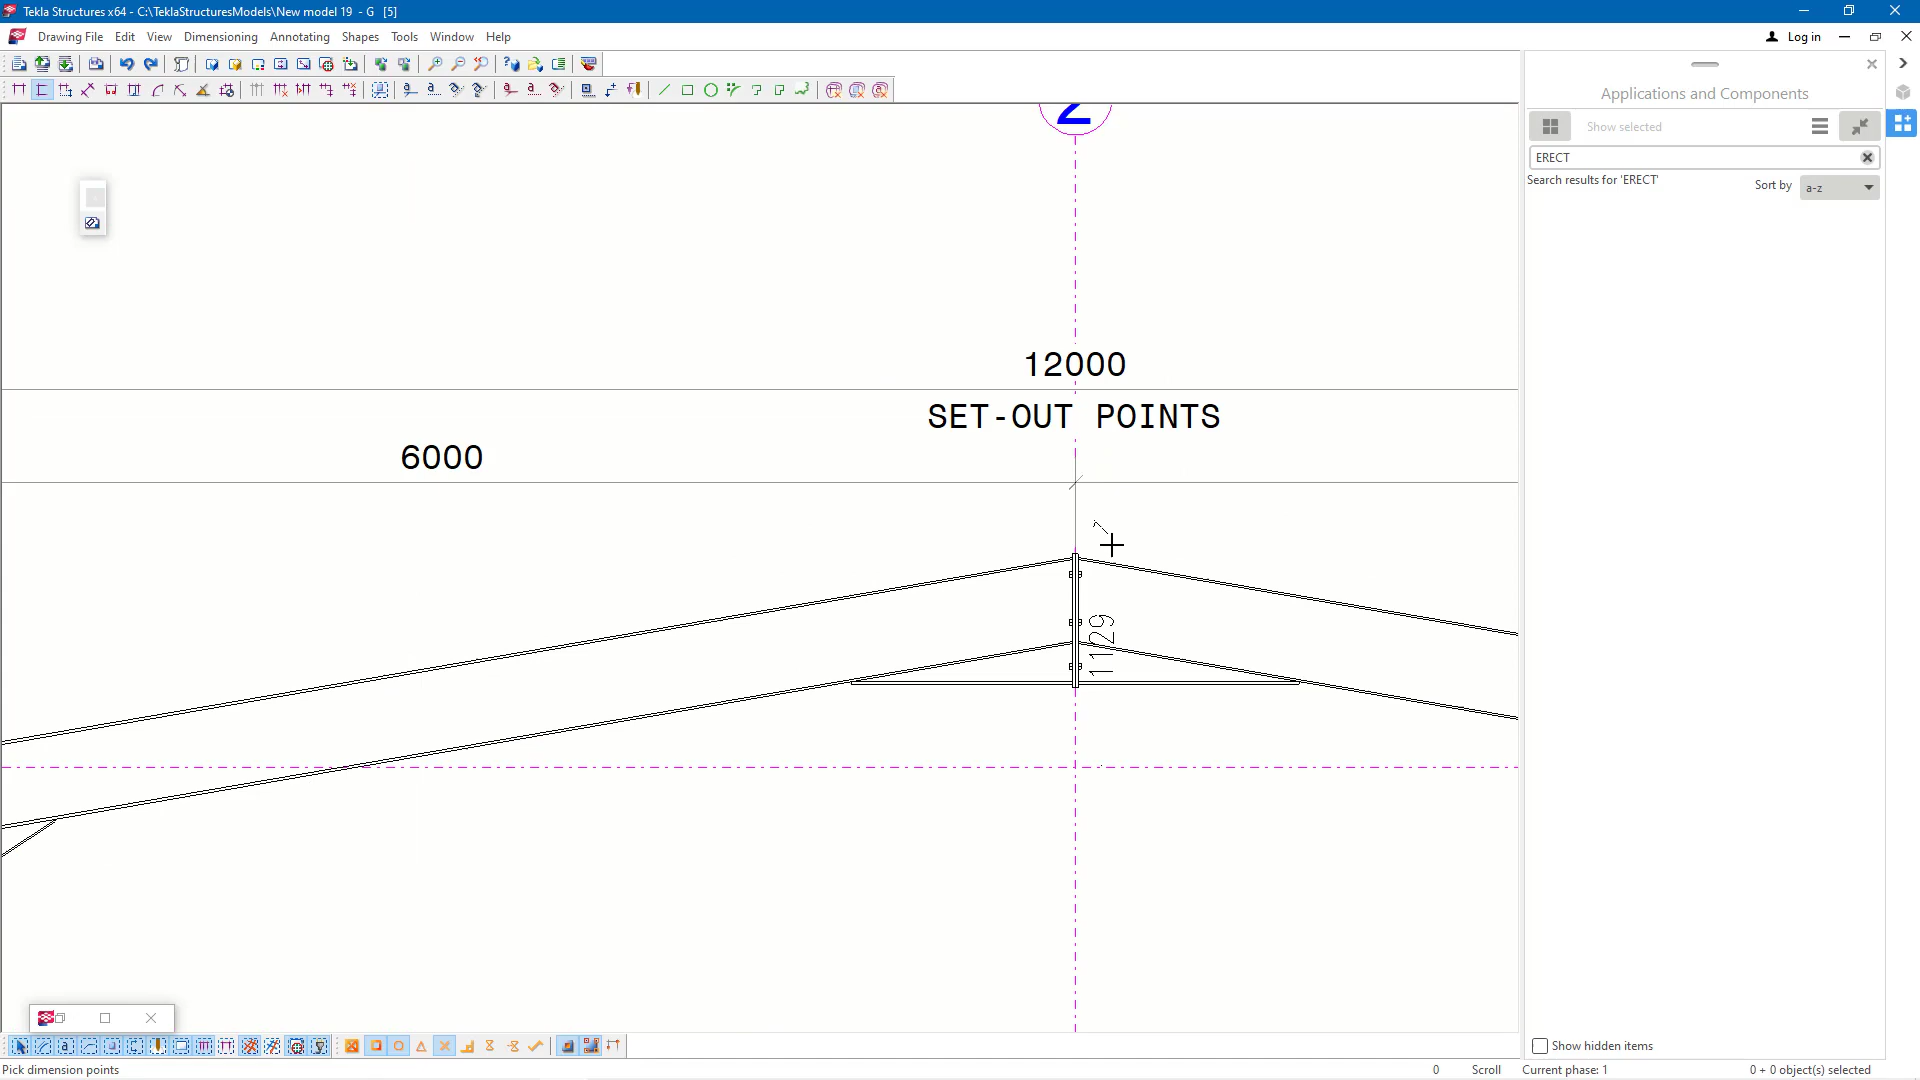 Tekla Structures x64 - C:\TeklaStructuresModels\New model 19 - G [5]
Drawing File Edit View Dimensioning Annotating Shapes Tools Window Help
Log in
Applications and Components
Show selected
ERECT
Search results for 'ERECT'
Sort by
a-z
2
12000
SET-OUT POINTS
6000
1129
Show hidden items
Pick dimension points
0
Scroll
Current phase: 1
0 + 0 object(s) selected